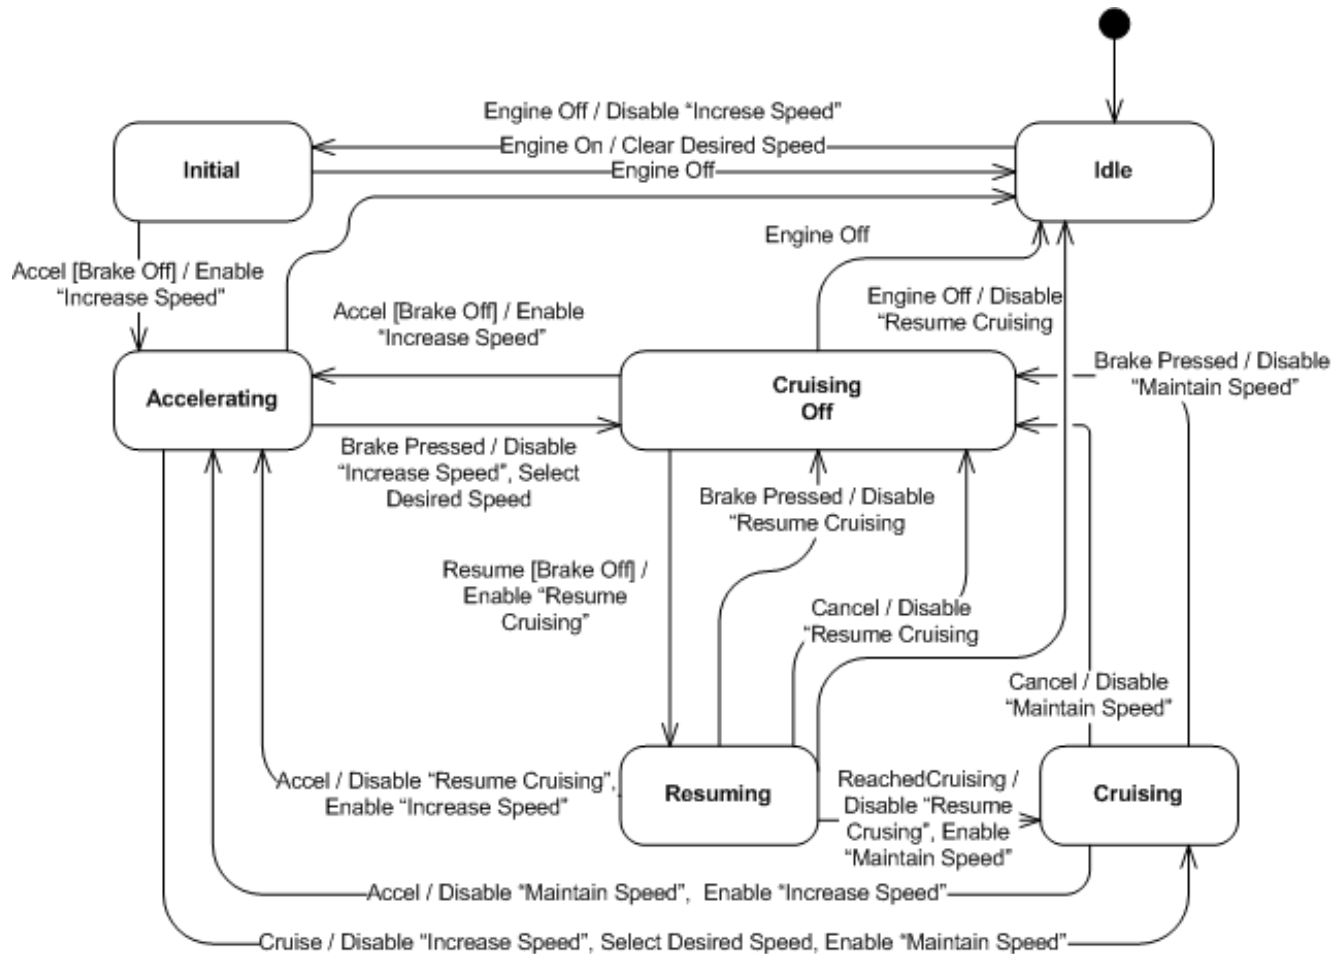 Engine Off / Disable “Increse Speed”
Engine On / Clear Desired Speed
Engine Off
Initial
Idle
Engine Off
Accel [Brake Off] / Enable
“Increase Speed”
Engine Off / Disable
“Resume Cruising
Accel [Brake Off] / Enable
“Increase Speed”
Brake Pressed / Disable
“Maintain Speed”
Accelerating
Cruising
Off
Brake Pressed / Disable
“Increase Speed”, Select
Desired Speed
Brake Pressed / Disable
“Resume Cruising
Resume [Brake Off] /
Enable “Resume
Cruising”
Cancel / Disable
“Resume Cruising
Cancel / Disable
“Maintain Speed”
Accel / Disable “Resume Cruising”,
Enable “Increase Speed”
Resuming
ReachedCruising /
Disable “Resume
Crusing”, Enable
“Maintain Speed”
Cruising
Accel / Disable “Maintain Speed”, Enable “Increase Speed”
Cruise / Disable “Increase Speed”, Select Desired Speed, Enable “Maintain Speed”